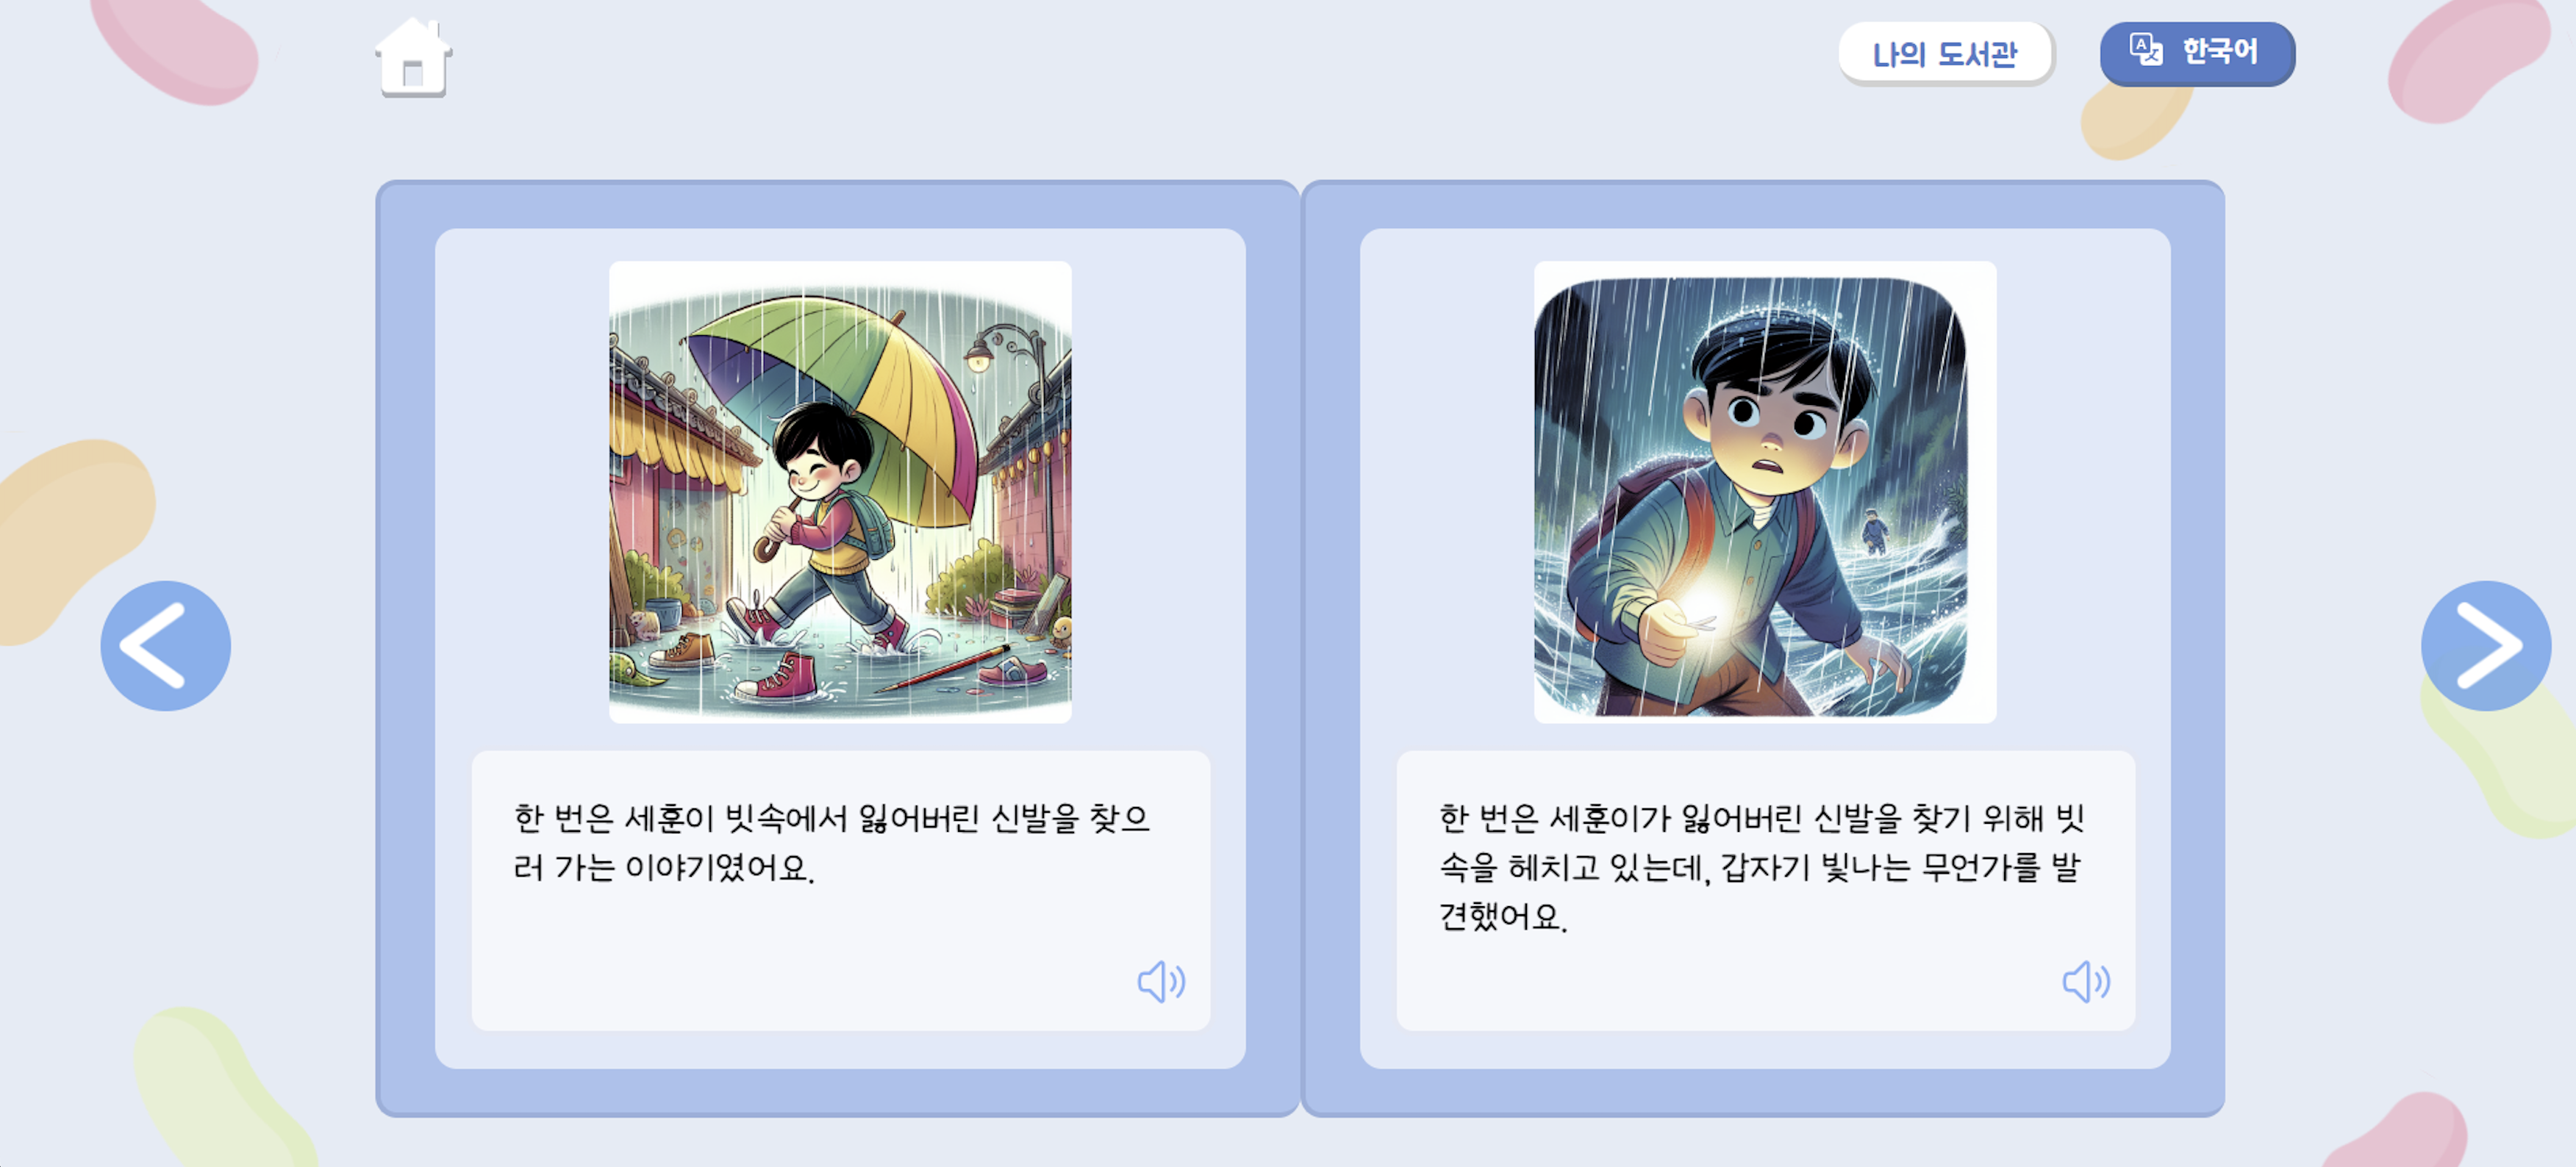 나의 도서관
한국어
한 번은 세훈이 빗속에서 잃어버린 신발을 찾으
러 가는 이야기였어요.
한 번은 세훈이가 잃어버린 신발을 찾기 위해 빗
속을 헤치고 있는데, 갑자기 빛나는 무언가를 발
견했어요.